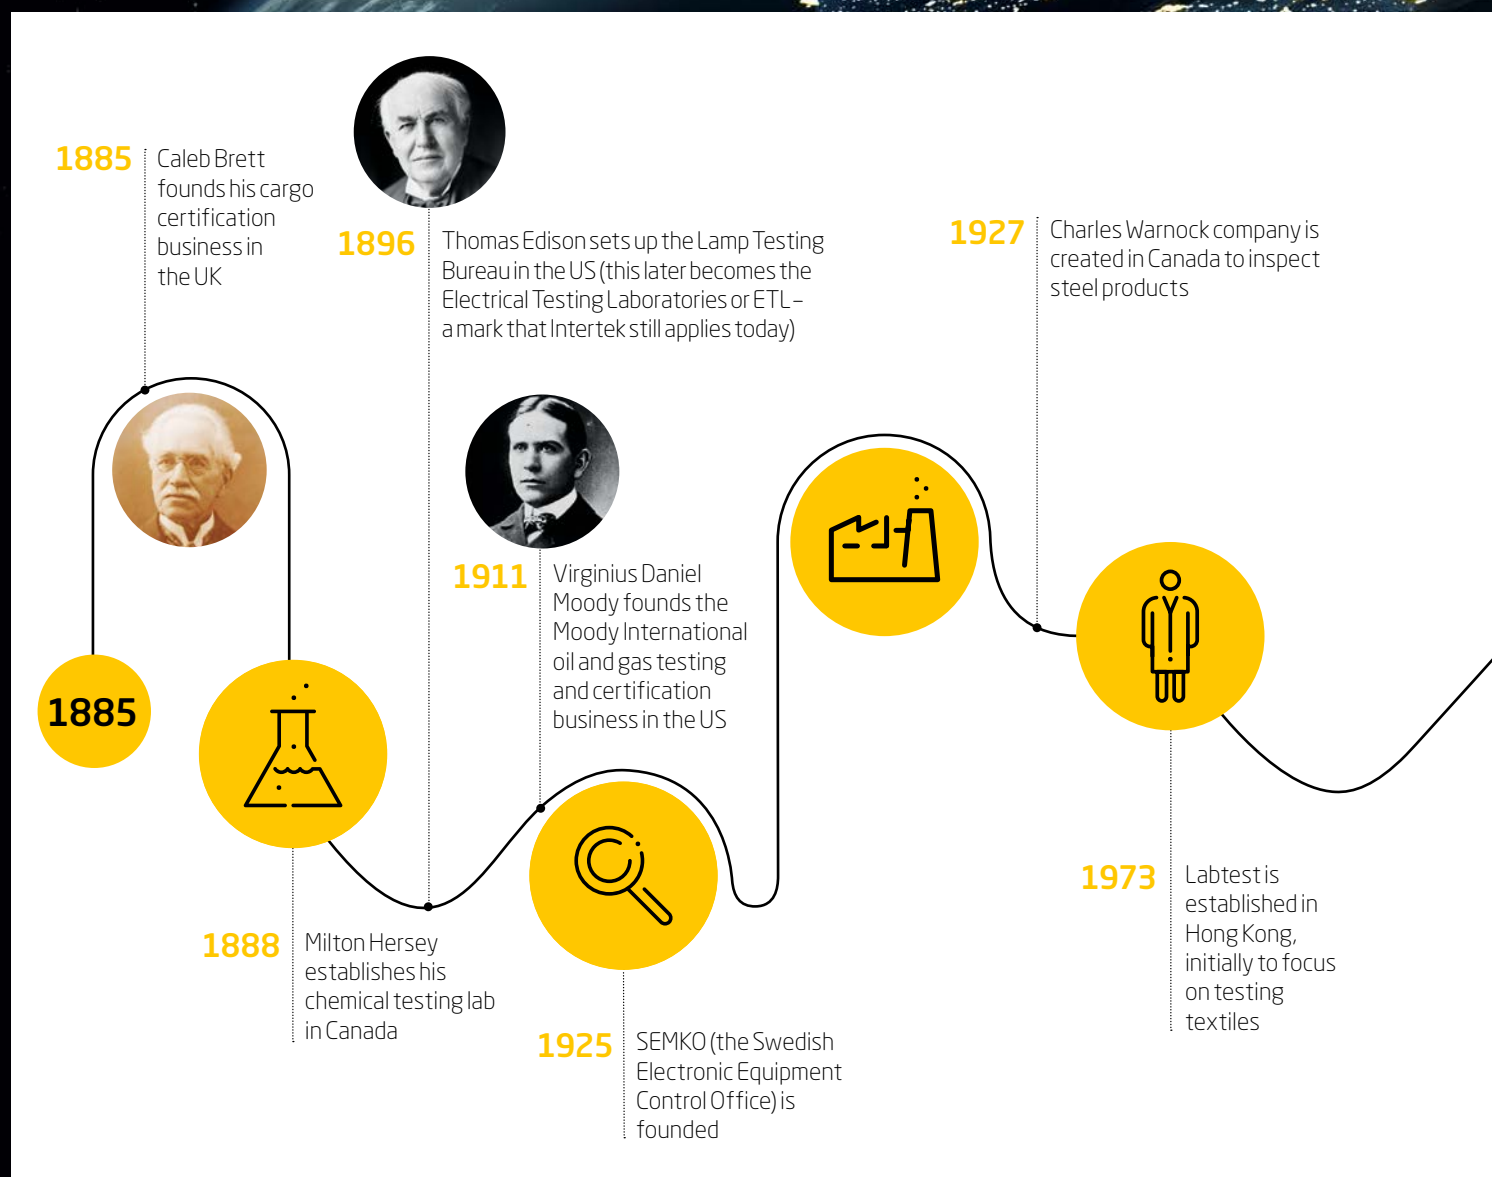 1885
Caleb Brett
founds his cargo
certification
business in
the UK
1896
Thomas Edison sets up the Lamp Testing
Bureau in the US (this later becomes the
Electrical Testing Laboratories or ETL –
a mark that Intertek still applies today)
1927
Charles Warnock company is
created in Canada to inspect
steel products
1911
Virginius Daniel
Moody founds the
Moody International
oil and gas testing
and certification
business in the US
1885
1888
Milton Hersey
establishes his
chemical testing lab
in Canada
1925
SEMKO (the Swedish
Electronic Equipment
Control Office) is
founded
1973
Labtest is
established in
Hong Kong,
initially to focus
on testing
textiles